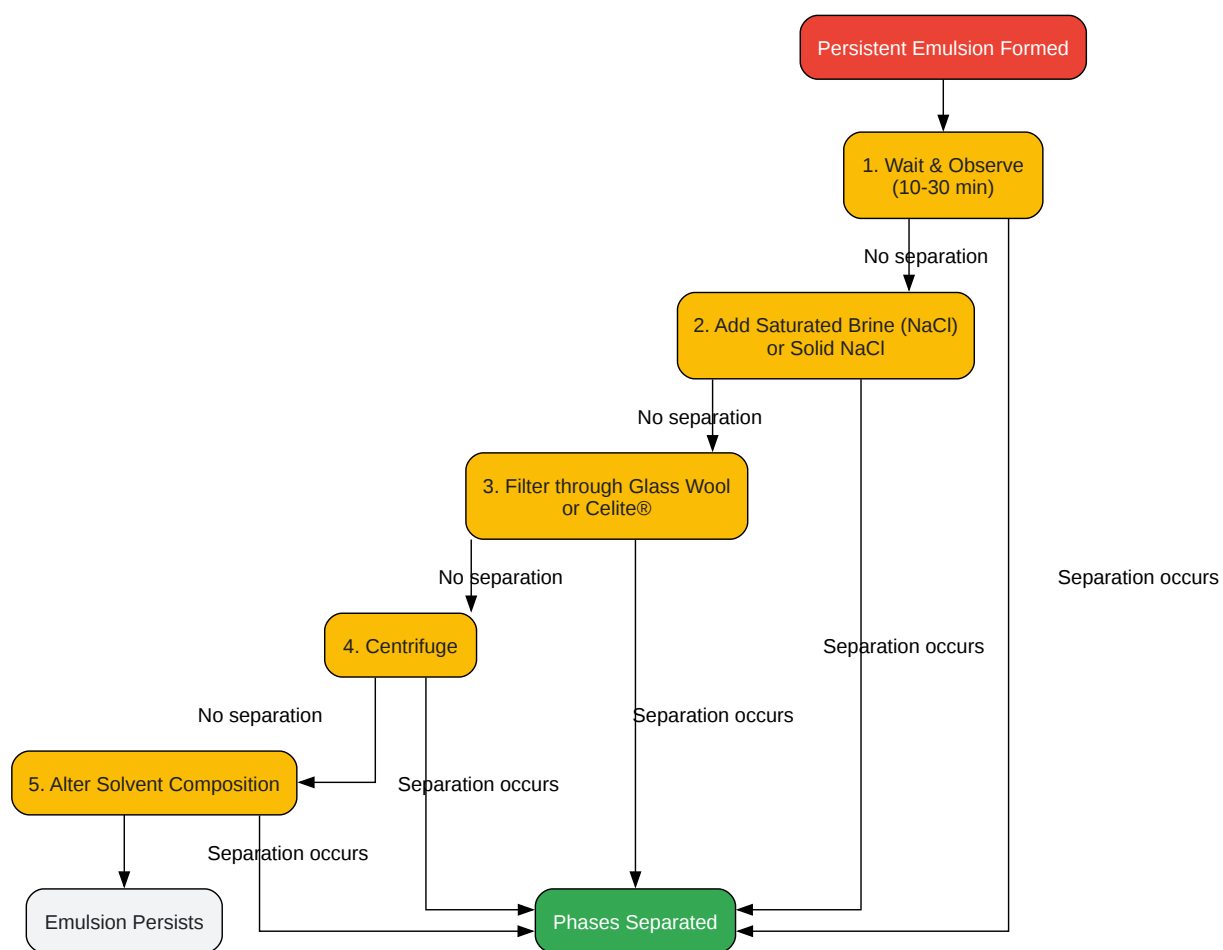 Persistent Emulsion Formed
1. Wait & Observe
(10-30 min)
No separation
2. Add Saturated Brine (NaCl)
or Solid NaCl
No separation
3. Filter through Glass Wool
or Celite®
No separation
Separation occurs
4. Centrifuge
Separation occurs
No separation
Separation occurs
5. Alter Solvent Composition
Separation occurs
Separation occurs
Emulsion Persists
Phases Separated